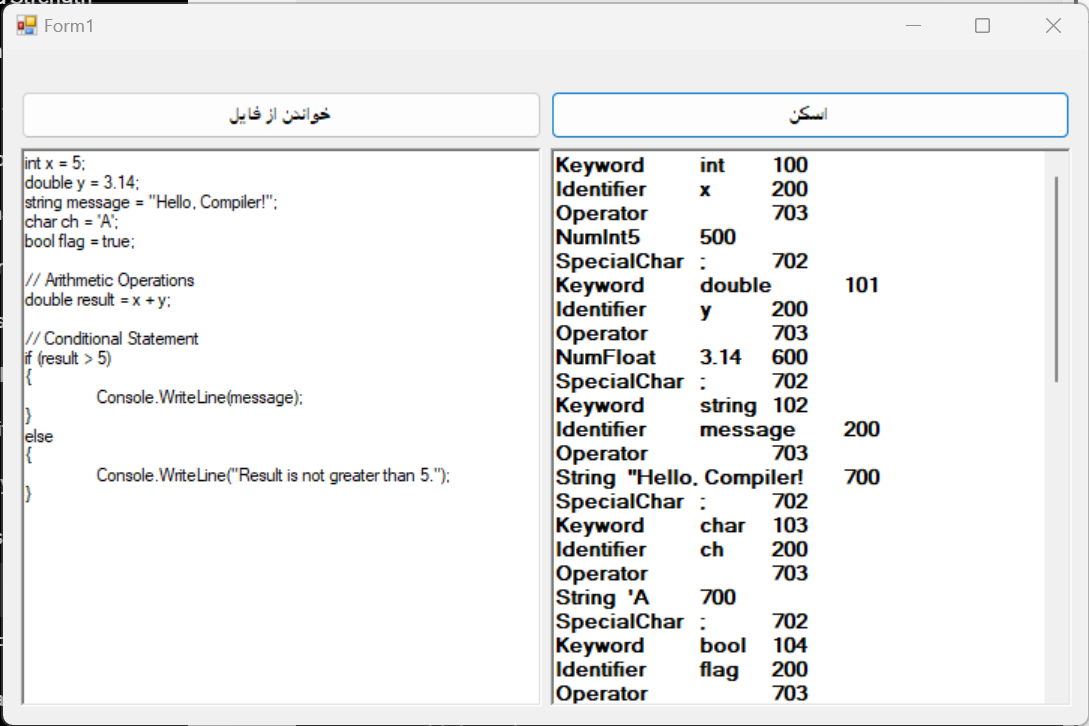 Form1
خواندن از فایل
اسکن
int x = 5;
double y = 3.14;
string message = "Hello, Compiler!";
char ch = 'A';
bool flag = true;
// Arithmetic Operations
double result = x + y;
// Conditional Statement
if (result > 5)
{
Console.WriteLine(message);
}
else
{
Console.WriteLine("Result is not greater than 5.");
}
Keyword int 100
Identifier x 200
Operator 703
NumInt5 500
SpecialChar ; 702
Keyword double 101
Identifier y 200
Operator 703
NumFloat 3.14 600
SpecialChar ; 702
Keyword string 102
Identifier message 200
Operator 703
String "Hello, Compiler! 700
SpecialChar ; 702
Keyword char 103
Identifier ch 200
Operator 703
String 'A 700
SpecialChar ; 702
Keyword bool 104
Identifier flag 200
Operator 703